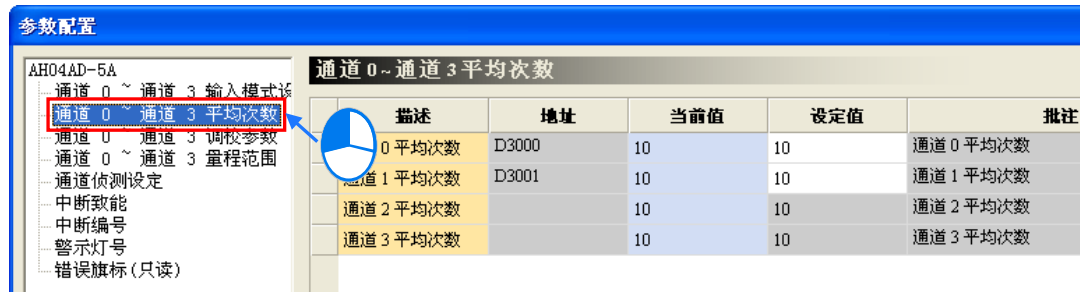 参数配置
AH04AD-5A
通道 0 ~ 通道 3 输入模式设
通道 0 ~ 通道 3 平均次数
通道 0 ~ 通道 3 调校参数
通道 0 ~ 通道 3 量程范围
通道侦测设定
中断致能
中断编号
警示灯号
错误旗标(只读)
通道 0~通道 3 平均次数
描述 地址 当前值 设定值 批注
0 平均次数 D3000 10 10 通道 0 平均次数
通道 1 平均次数 D3001 10 10 通道 1 平均次数
通道 2 平均次数 10 10 通道 2 平均次数
通道 3 平均次数 10 10 通道 3 平均次数